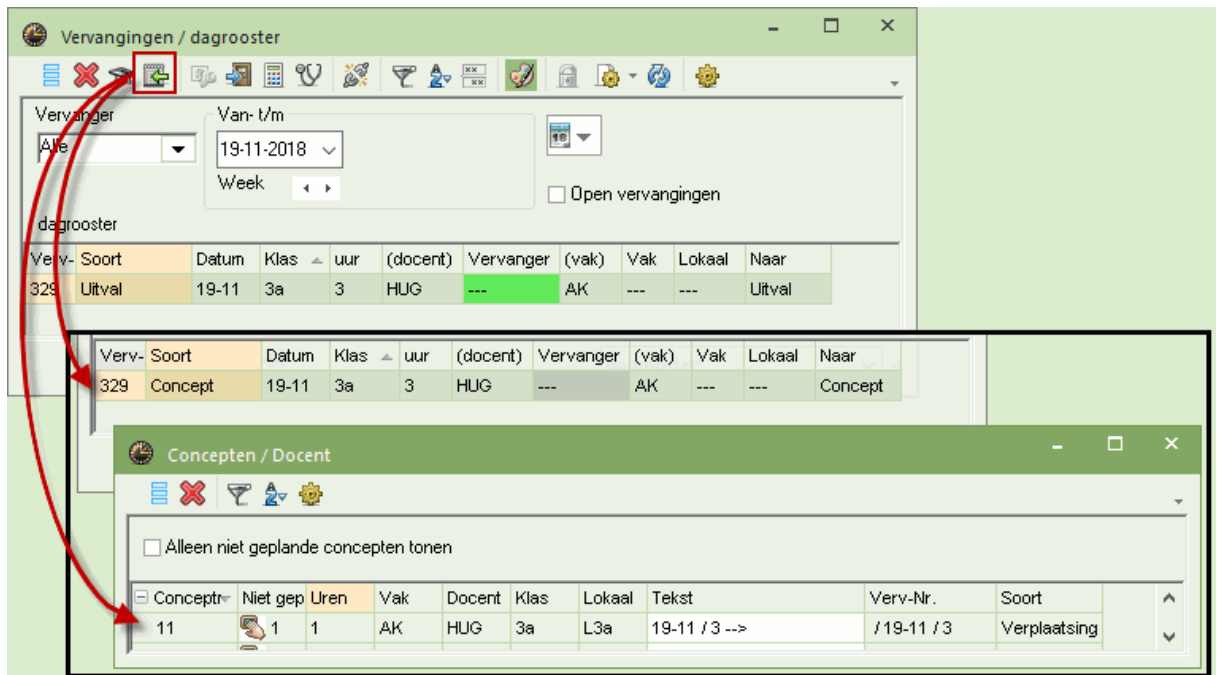 Vervangingen / dagrooster
Vervanger Van- t/m
Alle 19-11-2018 18
Week
Open vervangingen
dagrooster
Verv- Soort Datum Klas uur (docent) Vervanger (vak) Vak Lokaal Naar
329 Uitval 19-11 3a 3 HUG --- AK --- --- Uitval
Verv- Soort Datum Klas uur (docent) Vervanger (vak) Vak Lokaal Naar
329 Concept 19-11 3a 3 HUG --- AK --- --- Concept
Concepten / Docent
Alleen niet geplande concepten tonen
Conceptr Niet gep Uren Vak Docent Klas Lokaal Tekst Verv-Nr. Soort
11 1 1 AK HUG 3a L3a 19-11 / 3 --> / 19-11 / 3 Verplaatsing